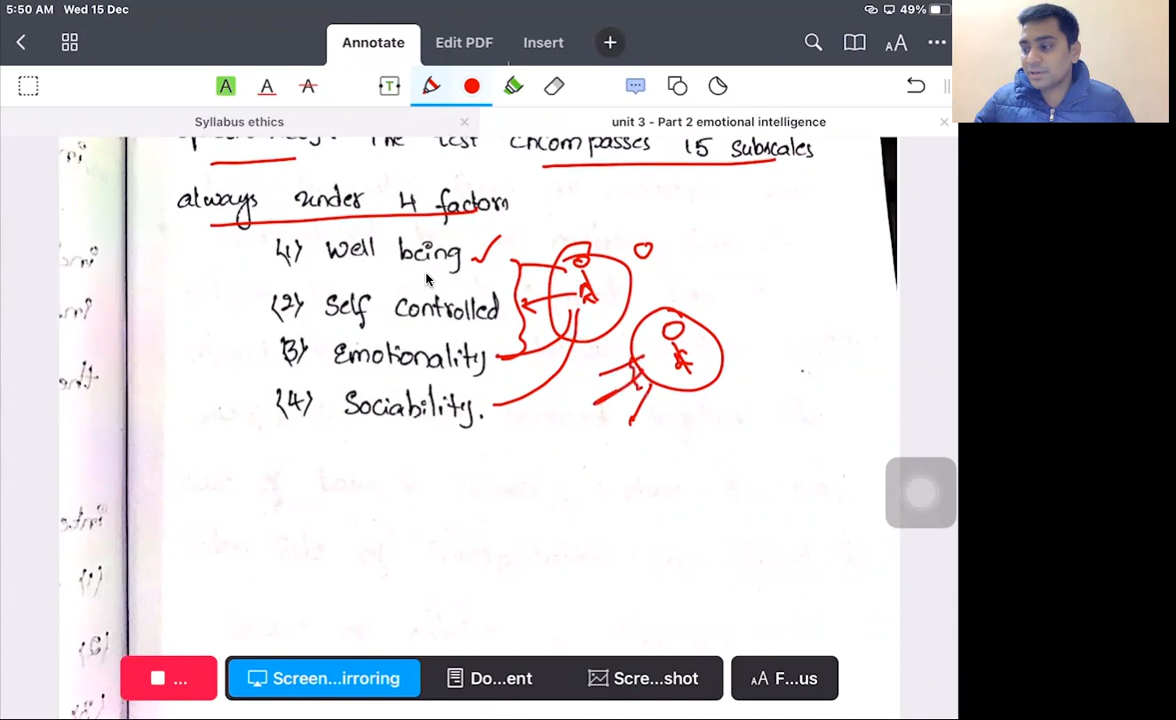 5:50 AM Wed 15 Dec
49%
Annotate Edit PDF Insert
Syllabus ethics
unit 3 - Part 2 emotional intelligence
The test encompasses 15 subscales
always under 4 factors
(1) Well being
(2) Self controlled
(3) Emotionality
(4) Sociability.
... Screen...irroring Do...ent Scre...shot AA F...us